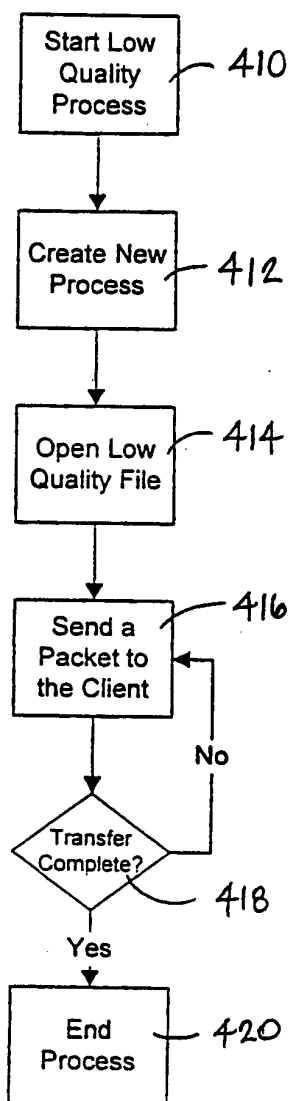 Start Low
Quality
Process
410
Create New
Process
412
Open Low
Quality File
414
Send a
Packet to
the Client
416
No
Transfer
Complete?
418
Yes
End
Process
420